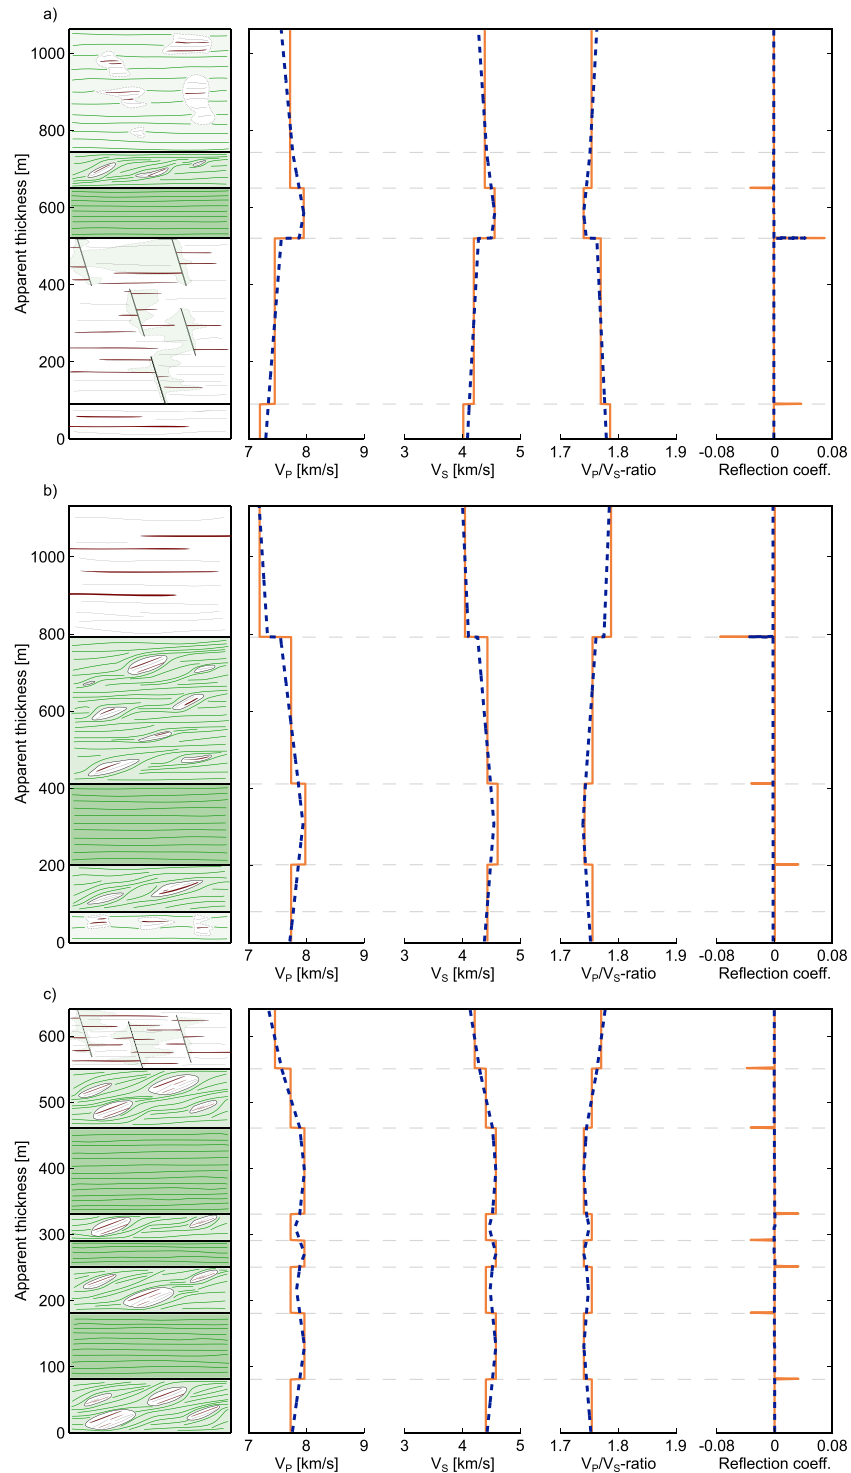 a)
1000
800
600
400
200
0
Apparent thickness [m]
7 8 9 3 4 5 1.7 1.8 1.9 -0.08 0 0.08
VP [km/s] VS [km/s] VP/VS-ratio Reflection coeff.
b)
1000
800
600
400
200
0
Apparent thickness [m]
7 8 9 3 4 5 1.7 1.8 1.9 -0.08 0 0.08
VP [km/s] VS [km/s] VP/VS-ratio Reflection coeff.
c)
600
500
400
300
200
100
0
Apparent thickness [m]
7 8 9 3 4 5 1.7 1.8 1.9 -0.08 0 0.08
VP [km/s] VS [km/s] VP/VS-ratio Reflection coeff.